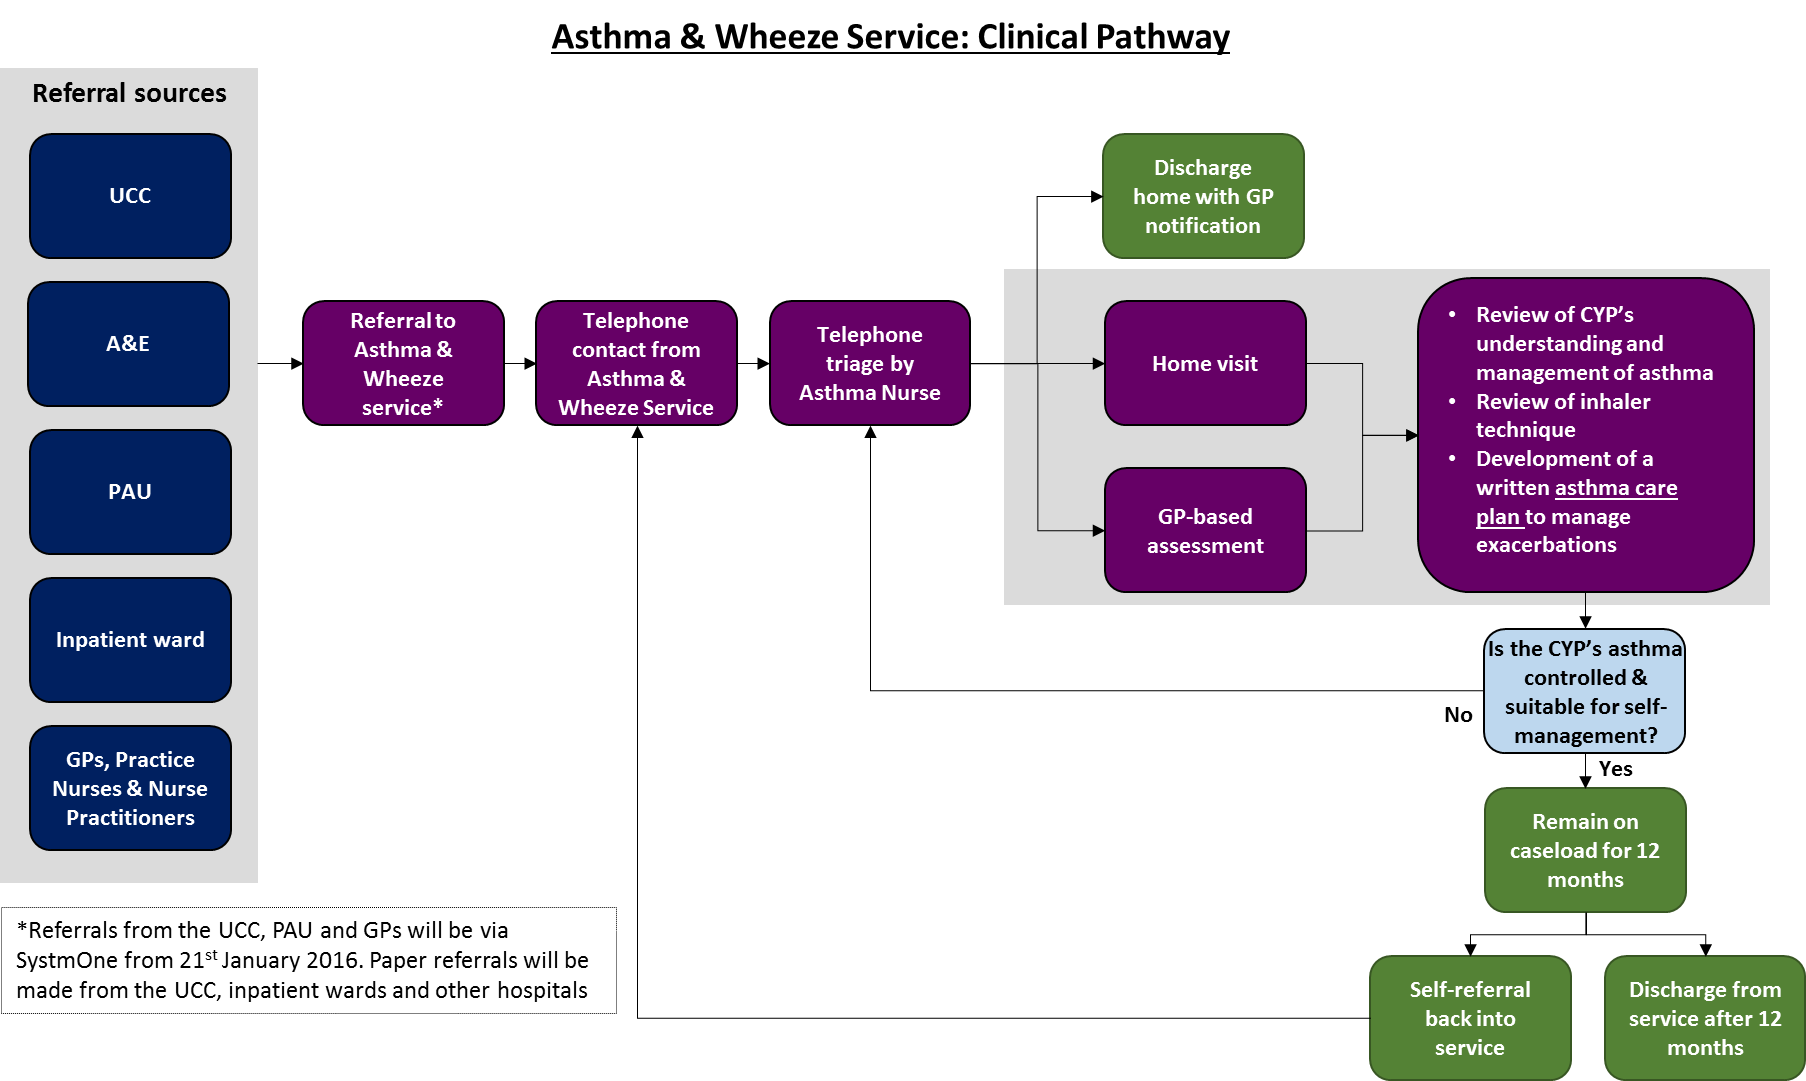 Asthma & Wheeze Service: Clinical Pathway
Referral sources
UCC
A&E
PAU
Inpatient ward
GPs, Practice
Nurses & Nurse
Practitioners
Referral to
Asthma &
Wheeze
service*
Telephone
contact from
Asthma &
Wheeze Service
Telephone
triage by
Asthma Nurse
Discharge
home with GP
notification
Home visit
GP-based
assessment
• Review of CYP’s
understanding and
management of asthma
• Review of inhaler
technique
• Development of a
written asthma care
plan to manage
exacerbations
Is the CYP’s asthma
controlled &
suitable for self-
management?
No
Yes
Remain on
caseload for 12
months
Self-referral
back into
service
Discharge from
service after 12
months
*Referrals from the UCC, PAU and GPs will be via
SystmOne from 21st January 2016. Paper referrals will be
made from the UCC, inpatient wards and other hospitals